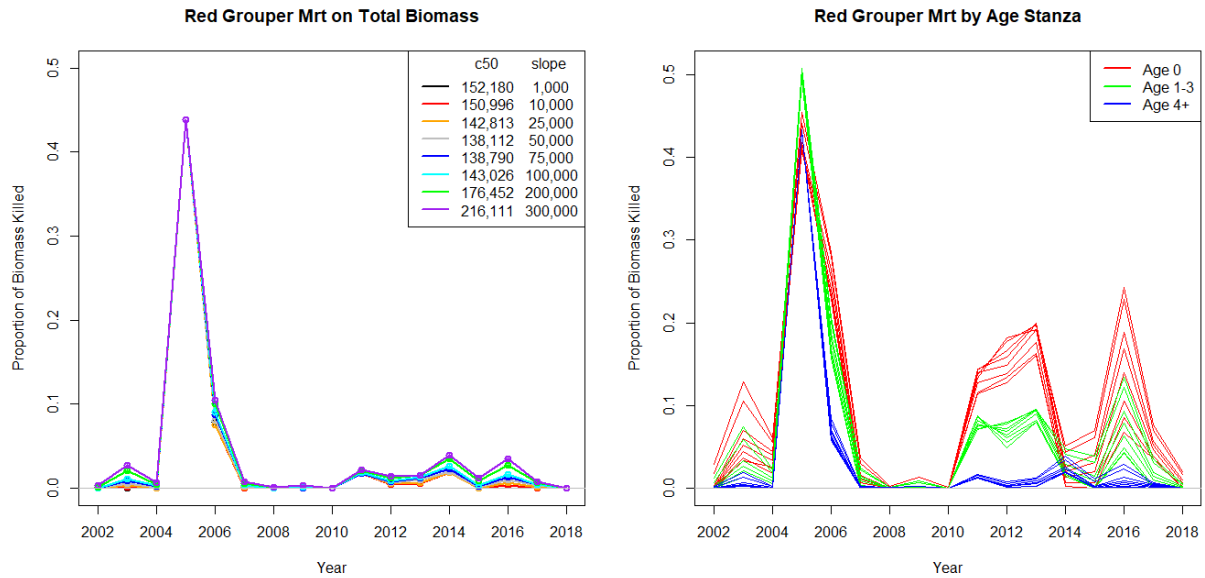 Red Grouper Mrt on Total Biomass
Proportion of Biomass Killed
0.5
0.4
0.3
0.2
0.1
0.0
c50 slope
152,180 1,000
150,996 10,000
142,813 25,000
138,112 50,000
138,790 75,000
143,026 100,000
176,452 200,000
216,111 300,000
2002 2004 2006 2008 2010 2012 2014 2016 2018
Year
Red Grouper Mrt by Age Stanza
Proportion of Biomass Killed
0.5
0.4
0.3
0.2
0.1
0.0
Age 0
Age 1-3
Age 4+
2002 2004 2006 2008 2010 2012 2014 2016 2018
Year